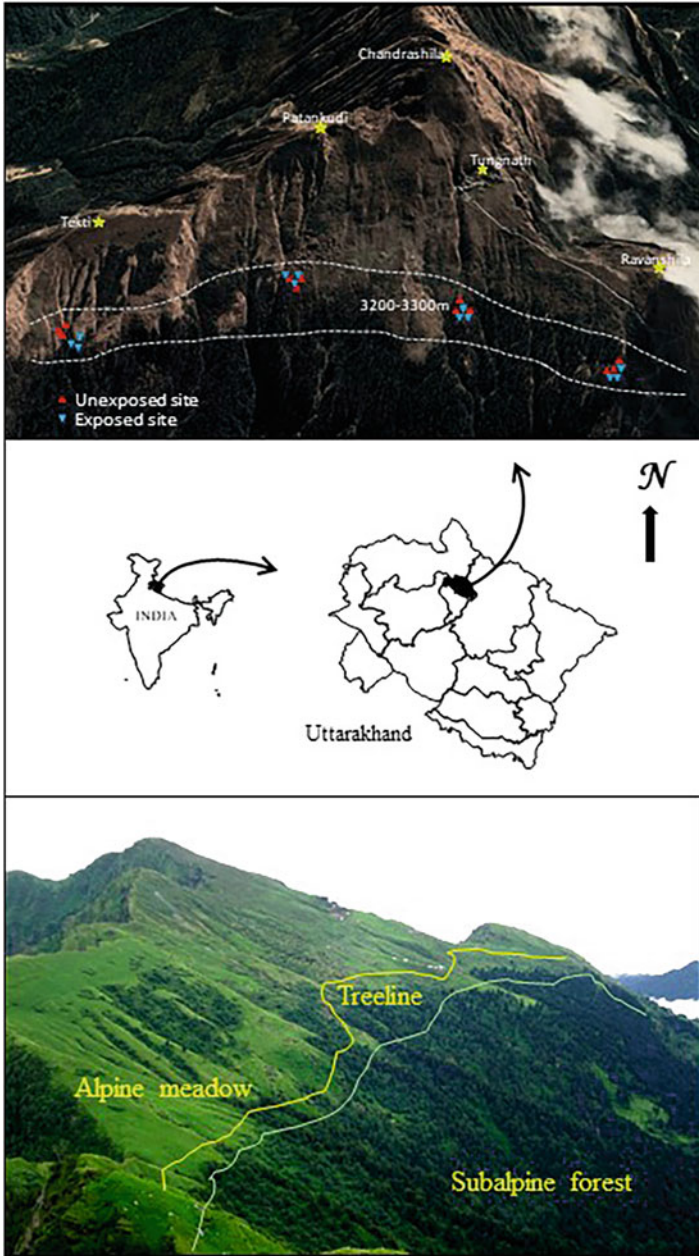 Chandrashila
Patankudi
Tungnath
Tekti
Ravanshila
3200-3300m
Unexposed site
Exposed site
N
INDIA
Uttarakhand
Treeline
Alpine meadow
Subalpine forest